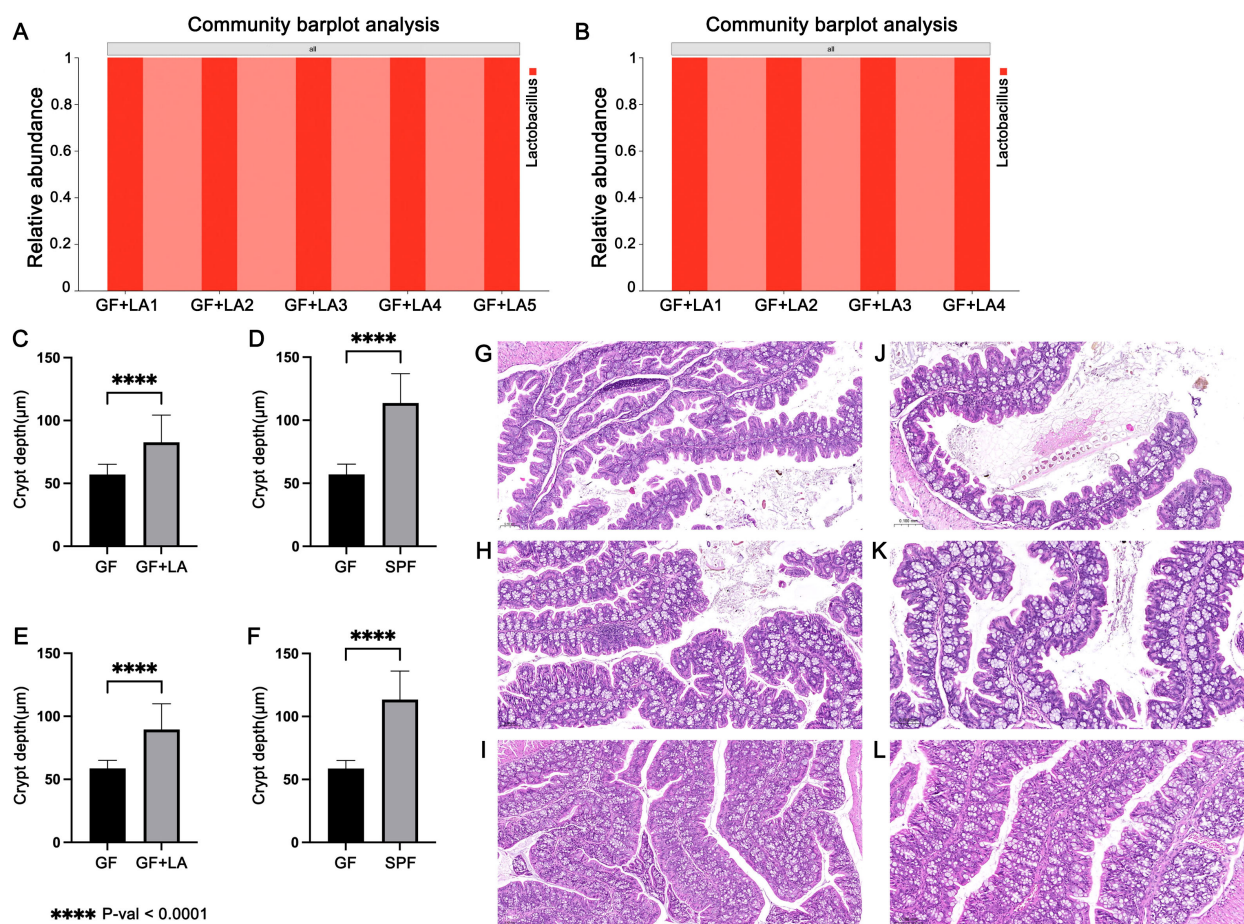 A
Community barplot analysis
all
Relative abundance
1
0.8
0.6
0.4
0.2
0
GF+LA1 GF+LA2 GF+LA3 GF+LA4 GF+LA5
Lactobacillus
B
Community barplot analysis
all
Relative abundance
1
0.8
0.6
0.4
0.2
0
GF+LA1 GF+LA2 GF+LA3 GF+LA4
Lactobacillus
C
****
Crypt depth(μm)
150
100
50
0
GF GF+LA
D
****
Crypt depth(μm)
150
100
50
0
GF SPF
E
****
Crypt depth(μm)
150
100
50
0
GF GF+LA
F
****
Crypt depth(μm)
150
100
50
0
GF SPF
**** P-val < 0.0001
G
J
0.100 mm
H
K
I
L